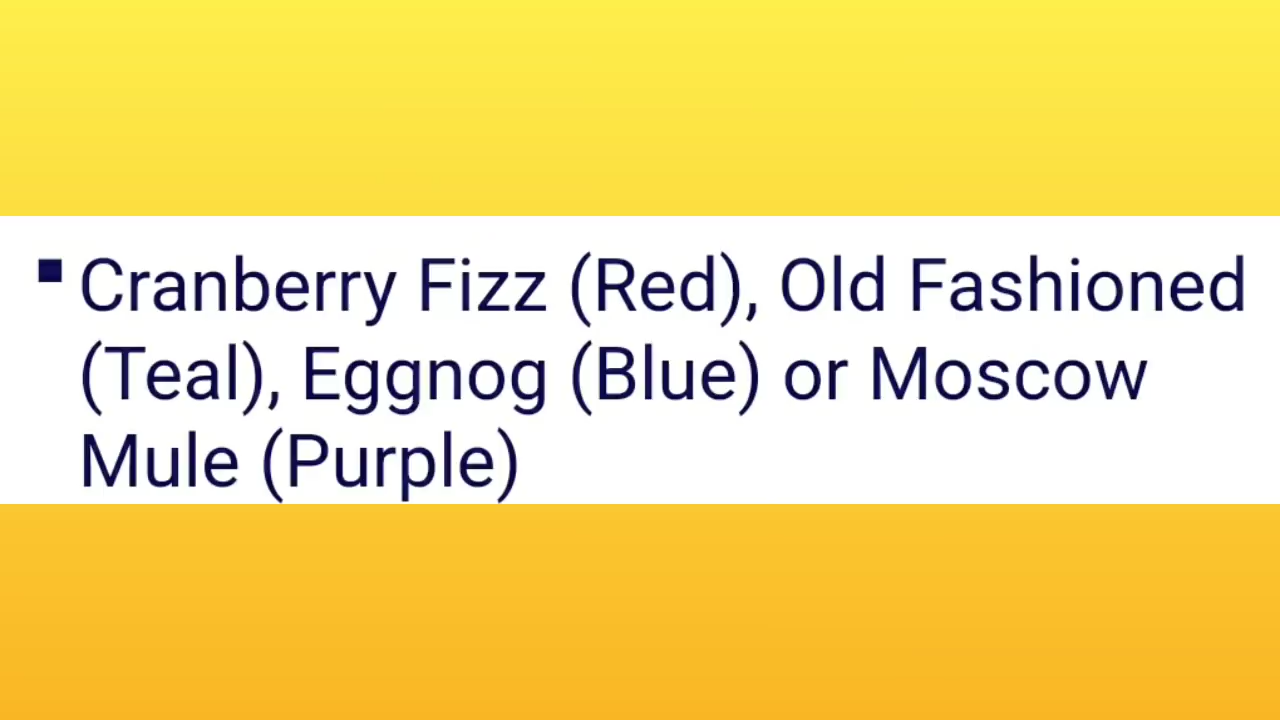 ▪ Cranberry Fizz (Red), Old Fashioned
(Teal), Eggnog (Blue) or Moscow
Mule (Purple)